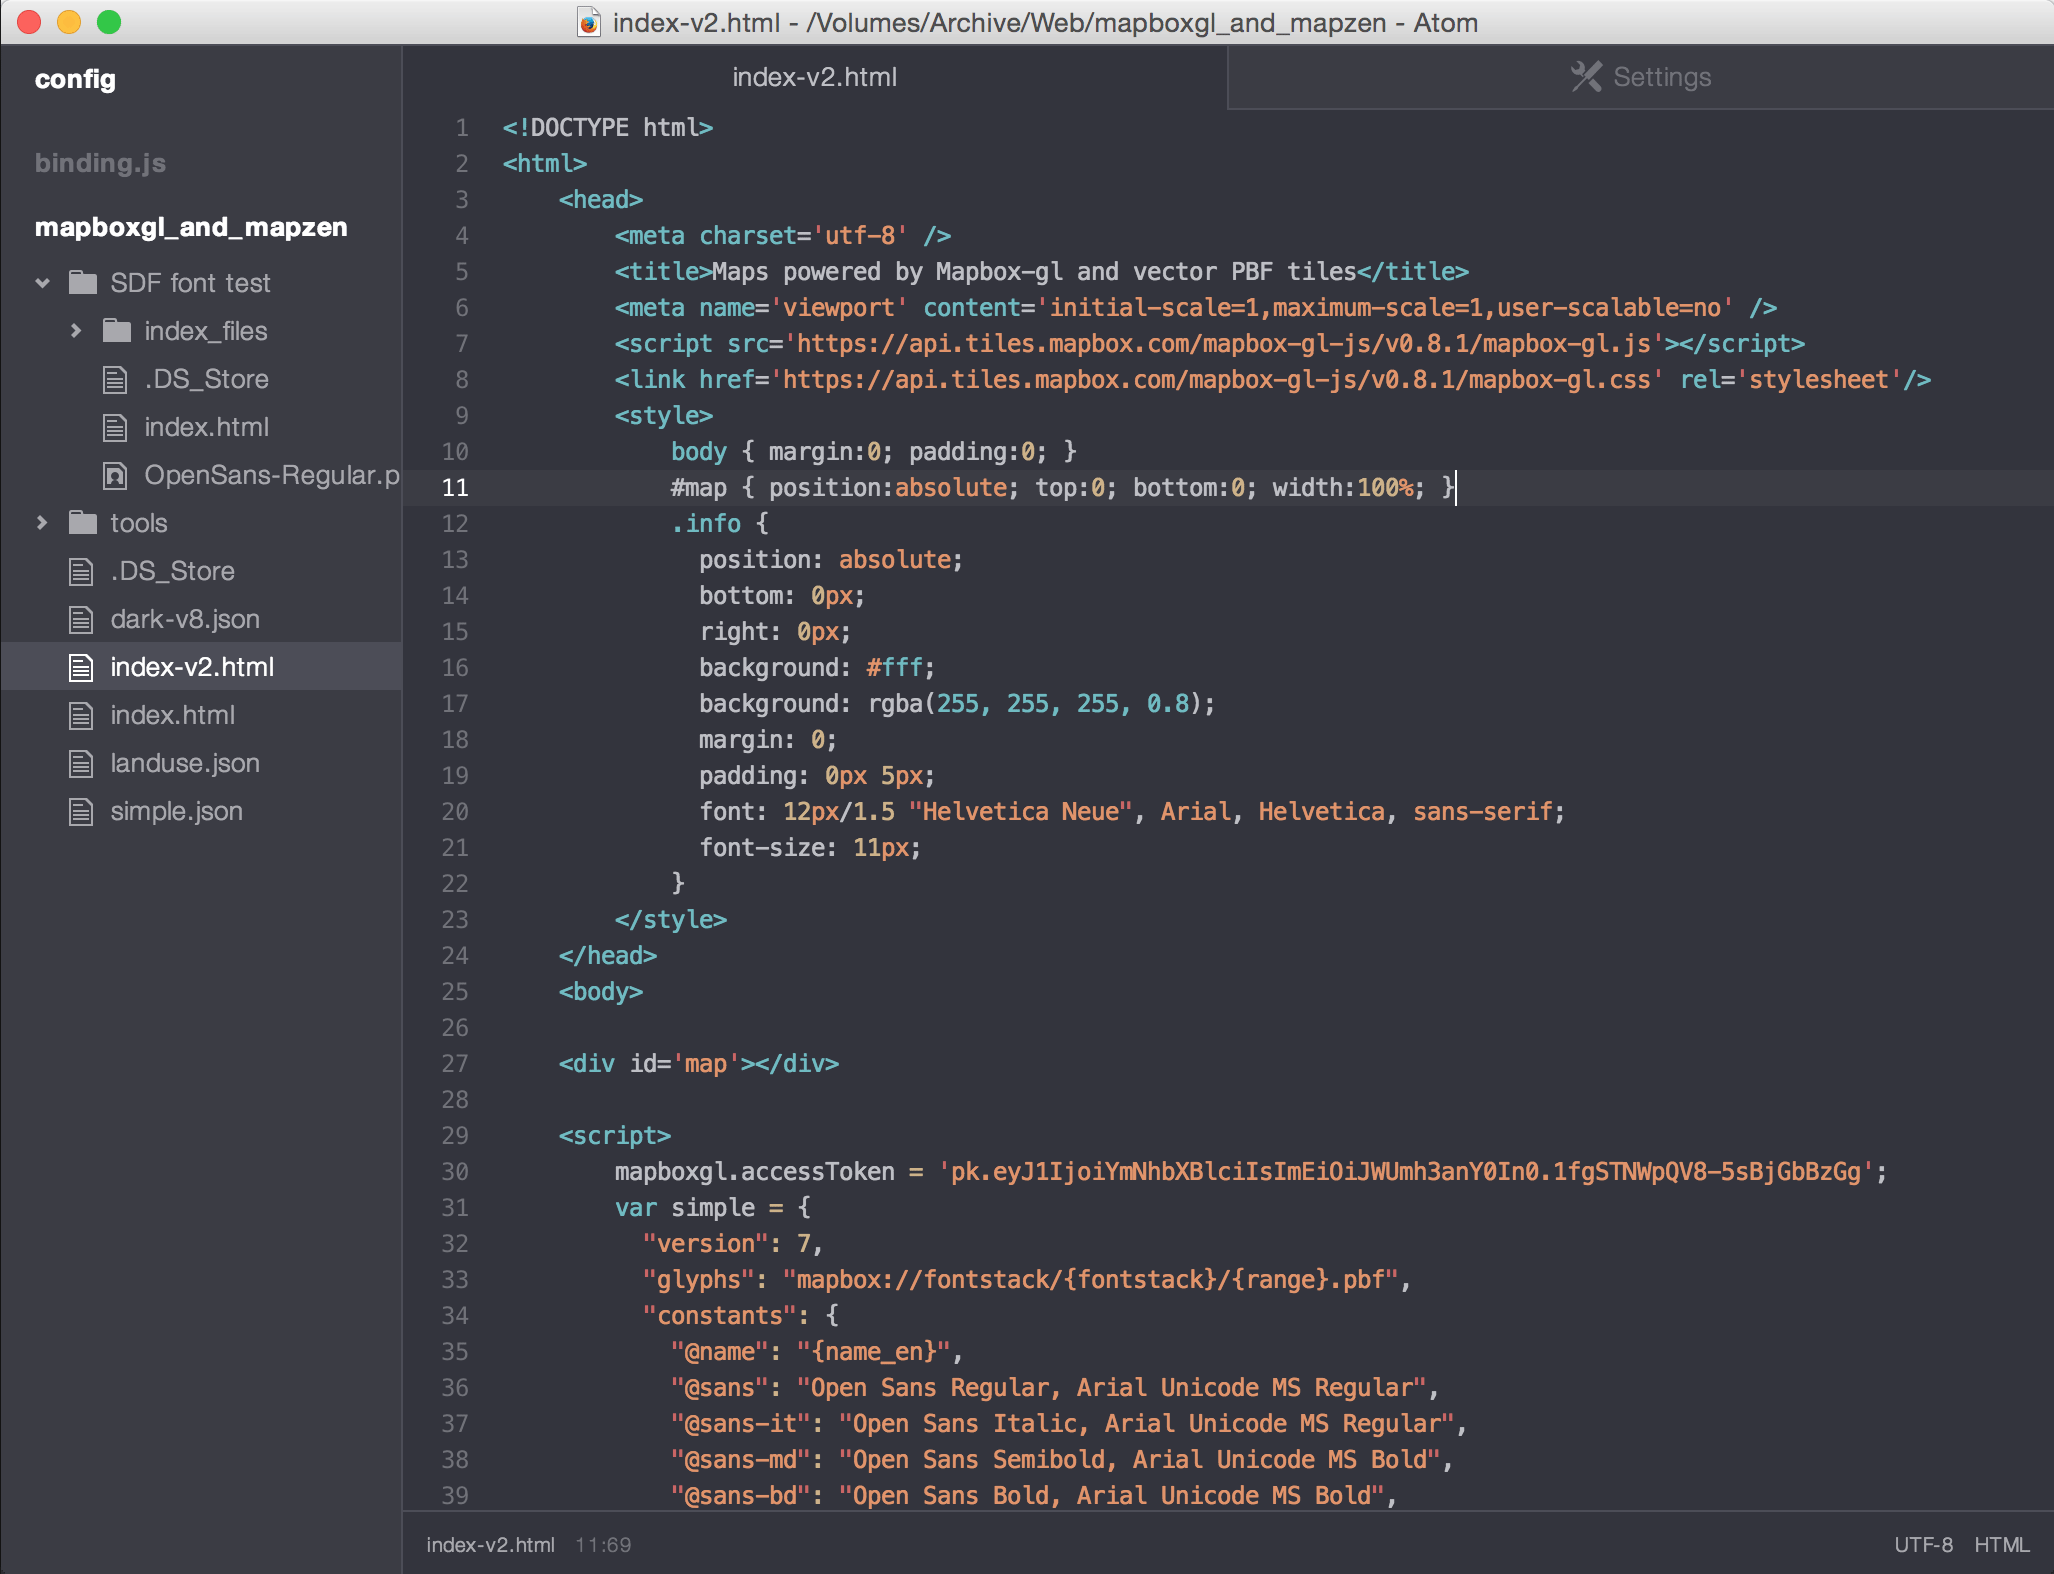 index-v2.html - /Volumes/Archive/Web/mapboxgl_and_mapzen - Atom
config
binding.js
mapboxgl_and_mapzen
SDF font test
index_files
.DS_Store
index.html
OpenSans-Regular.p
tools
.DS_Store
dark-v8.json
index-v2.html
index.html
landuse.json
simple.json
index-v2.html
Settings
1 <!DOCTYPE html>
2 <html>
3     <head>
4         <meta charset='utf-8' />
5         <title>Maps powered by Mapbox-gl and vector PBF tiles</title>
6         <meta name='viewport' content='initial-scale=1,maximum-scale=1,user-scalable=no' />
7         <script src='https://api.tiles.mapbox.com/mapbox-gl-js/v0.8.1/mapbox-gl.js'></script>
8         <link href='https://api.tiles.mapbox.com/mapbox-gl-js/v0.8.1/mapbox-gl.css' rel='stylesheet'/>
9         <style>
10             body { margin:0; padding:0; }
11             #map { position:absolute; top:0; bottom:0; width:100%; }
12             .info {
13               position: absolute;
14               bottom: 0px;
15               right: 0px;
16               background: #fff;
17               background: rgba(255, 255, 255, 0.8);
18               margin: 0;
19               padding: 0px 5px;
20               font: 12px/1.5 "Helvetica Neue", Arial, Helvetica, sans-serif;
21               font-size: 11px;
22             }
23         </style>
24     </head>
25     <body>
26
27     <div id='map'></div>
28
29     <script>
30         mapboxgl.accessToken = 'pk.eyJ1IjoiYmNhbXBlciIsImEiOiJWUmh3anY0In0.1fgSTNWpQV8-5sBjGbBzGg';
31         var simple = {
32           "version": 7,
33           "glyphs": "mapbox://fontstack/{fontstack}/{range}.pbf",
34           "constants": {
35             "@name": "{name_en}",
36             "@sans": "Open Sans Regular, Arial Unicode MS Regular",
37             "@sans-it": "Open Sans Italic, Arial Unicode MS Regular",
38             "@sans-md": "Open Sans Semibold, Arial Unicode MS Bold",
39             "@sans-bd": "Open Sans Bold, Arial Unicode MS Bold",
index-v2.html 11:69 UTF-8 HTML